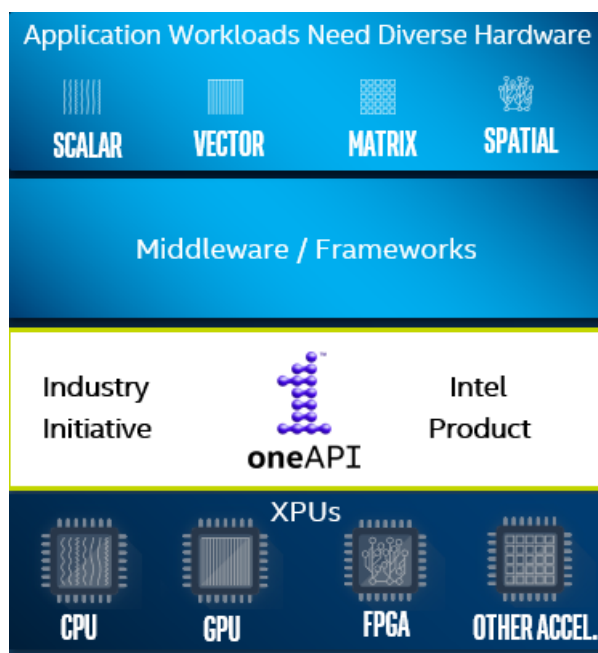 Application Workloads Need Diverse Hardware
SCALAR VECTOR MATRIX SPATIAL
Middleware / Frameworks
Industry Initiative
™
oneAPI
Intel Product
XPUs
CPU GPU FPGA OTHER ACCEL.